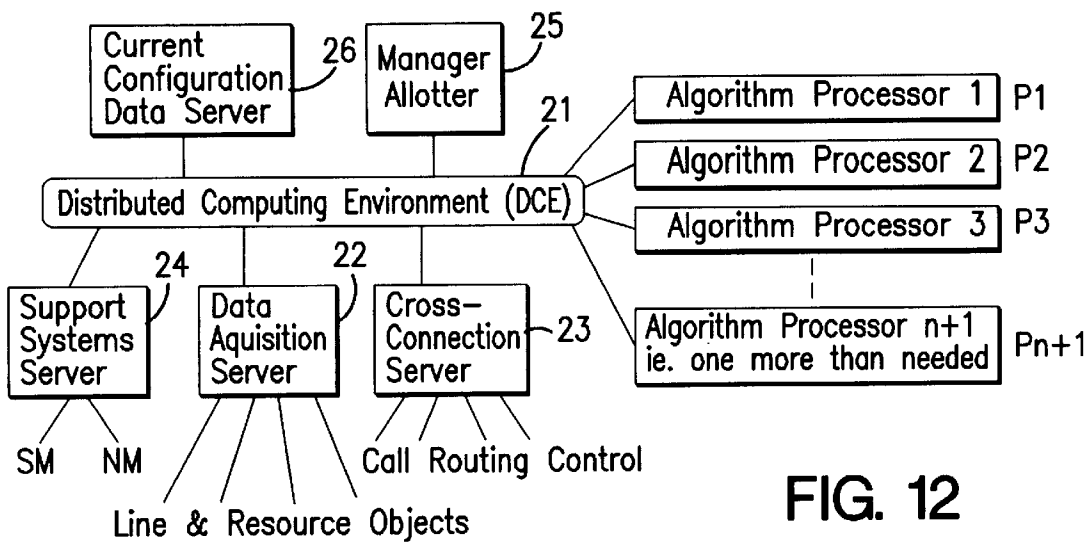 Current
Configuration
Data Server
26
Manager
Allotter
25
21
Algorithm Processor 1 P1
Algorithm Processor 2 P2
Algorithm Processor 3 P3
Algorithm Processor n+1
ie. one more than needed
Pn+1
Distributed Computing Environment (DCE)
Support
Systems
Server
24
Data
Aquisition
Server
22
Cross-
Connection
Server
23
SM NM
Call Routing Control
Line & Resource Objects
FIG. 12